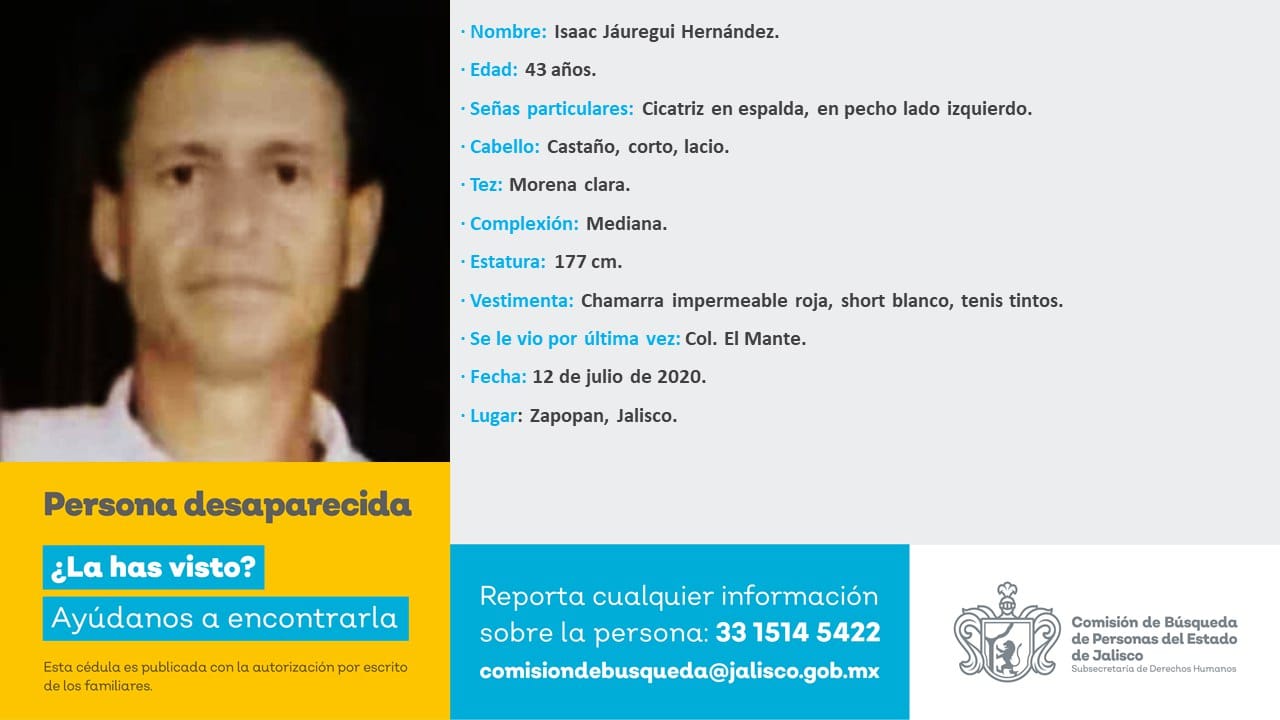 · Nombre: Isaac Jáuregui Hernández.
· Edad: 43 años.
· Señas particulares: Cicatriz en espalda, en pecho lado izquierdo.
· Cabello: Castaño, corto, lacio.
· Tez: Morena clara.
· Complexión: Mediana.
· Estatura: 177 cm.
· Vestimenta: Chamarra impermeable roja, short blanco, tenis tintos.
· Se le vio por última vez: Col. El Mante.
· Fecha: 12 de julio de 2020.
· Lugar: Zapopan, Jalisco.
Persona desaparecida
¿La has visto?
Ayúdanos a encontrarla
Esta cédula es publicada con la autorización por escrito
de los familiares.
Reporta cualquier información
sobre la persona: 33 1514 5422
comisiondebusqueda@jalisco.gob.mx
Comisión de Búsqueda
de Personas del Estado
de Jalisco
Subsecretaría de Derechos Humanos